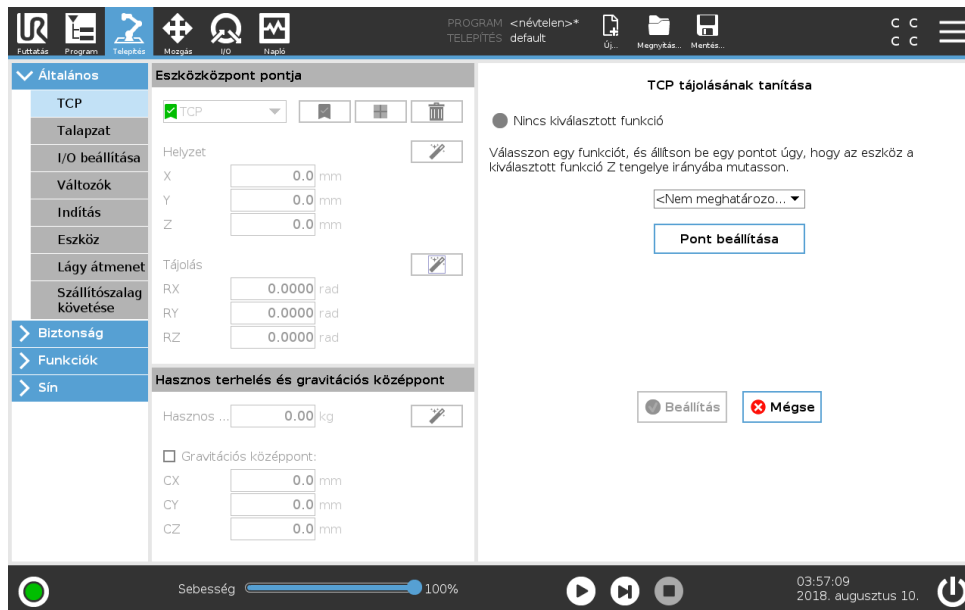 PROGRAM <névtelen>*
TELEPÍTÉS default
C C
C C
Futtatás Program Telepítés Mozgás I/O Napló Új... Megnyitás... Mentés...
Általános
TCP
Talapzat
I/O beállítása
Változók
Indítás
Eszköz
Lágy átmenet
Szállítószalag
követése
Biztonság
Funkciók
Sín
Eszközközpont pontja
TCP
Helyzet
X 0.0 mm
Y 0.0 mm
Z 0.0 mm
Tájolás
RX 0.0000 rad
RY 0.0000 rad
RZ 0.0000 rad
Hasznos terhelés és gravitációs középpont
Hasznos ... 0.00 kg
Gravitációs középpont:
CX 0.0 mm
CY 0.0 mm
CZ 0.0 mm
TCP tájolásának tanítása
Nincs kiválasztott funkció
Válasszon egy funkciót, és állítson be egy pontot úgy, hogy az eszköz a
kiválasztott funkció Z tengelye irányába mutasson.
<Nem meghatározo...
Pont beállítása
Beállítás Mégse
Sebesség 100%
03:57:09
2018. augusztus 10.